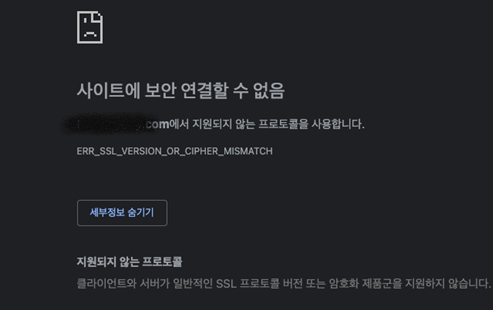 사이트에 보안 연결할 수 없음
.com에서 지원되지 않는 프로토콜을 사용합니다.
ERR_SSL_VERSION_OR_CIPHER_MISMATCH
세부정보 숨기기
지원되지 않는 프로토콜
클라이언트와 서버가 일반적인 SSL 프로토콜 버전 또는 암호화 제품군을 지원하지 않습니다.